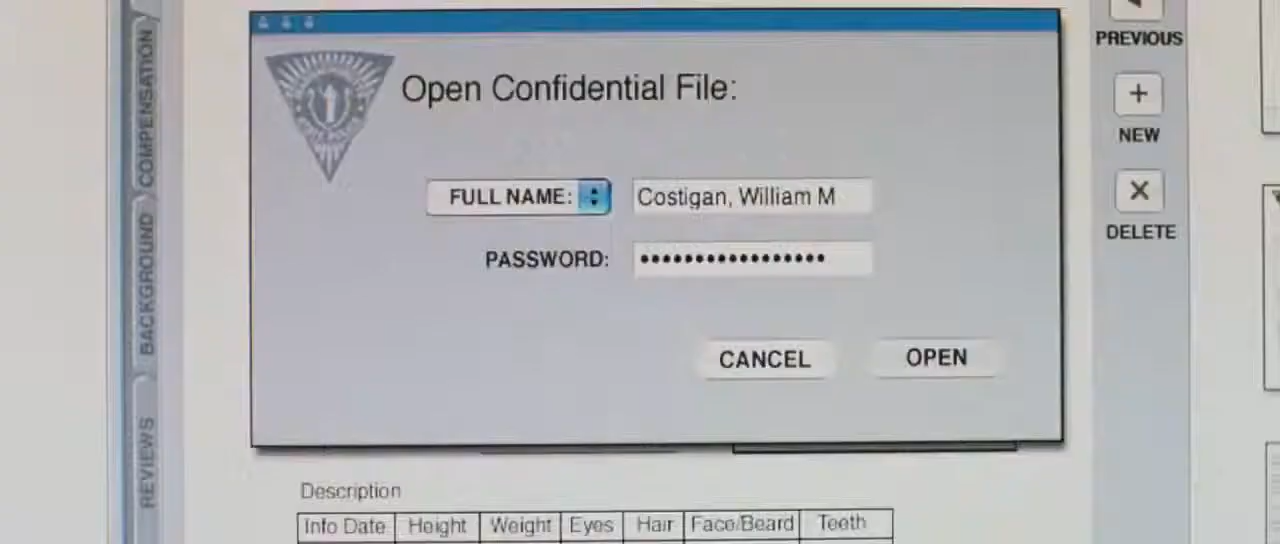 COMPENSATION
BACKGROUND
REVIEWS
Open Confidential File:
FULL NAME: Costigan, William M
PASSWORD: •••••••••••••••••
CANCEL OPEN
PREVIOUS
+
NEW
×
DELETE
Description
Info Date Height Weight Eyes Hair Face/Beard Teeth